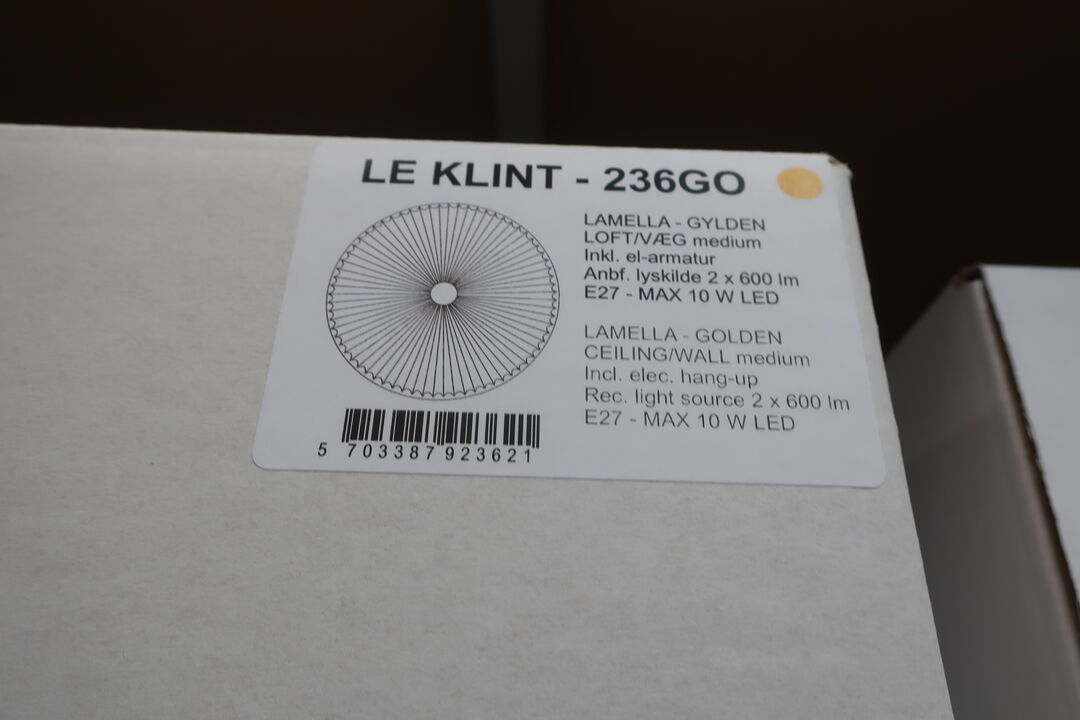 LE KLINT - 236GO
LAMELLA - GYLDEN
LOFT/VÆG medium
Inkl. el-armatur
Anbf. lyskilde 2 x 600 lm
E27 - MAX 10 W LED
LAMELLA - GOLDEN
CEILING/WALL medium
Incl. elec. hang-up
Rec. light source 2 x 600 lm
E27 - MAX 10 W LED
5 703387 923621